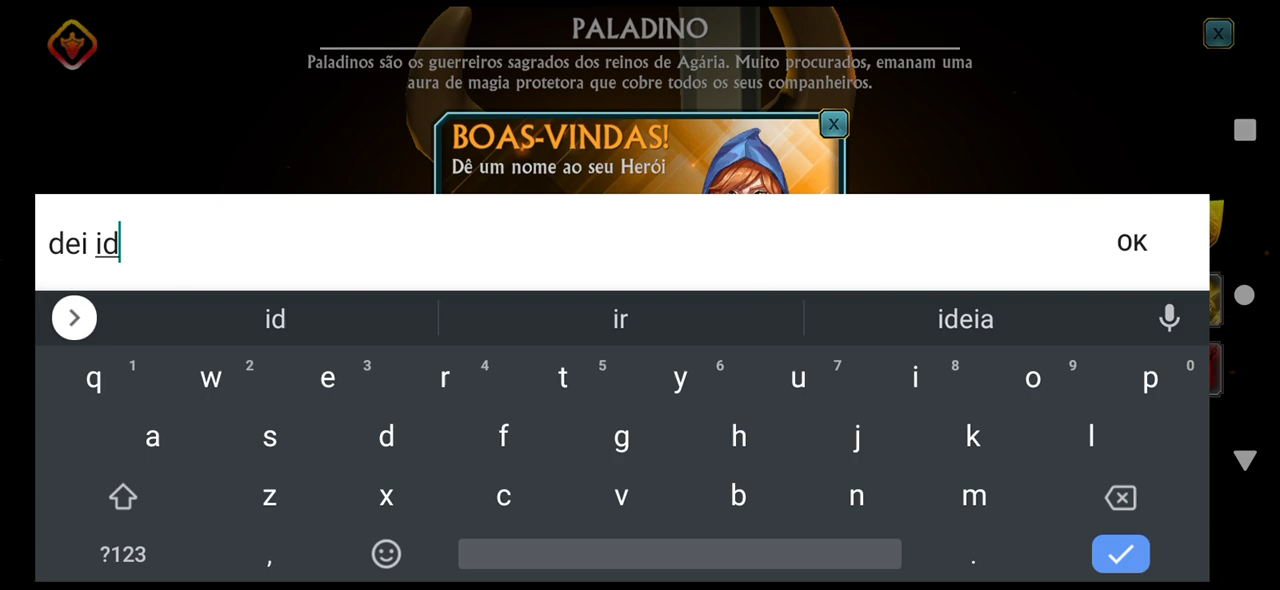 PALADINO
X
Paladinos são os guerreiros sagrados dos reinos de Agária. Muito procurados, emanam uma
aura de magia protetora que cobre todos os seus companheiros.
BOAS-VINDAS!
X
Dê um nome ao seu Herói
dei id
OK
id ir ideia
q 1 w 2 e 3 r 4 t 5 y 6 u 7 i 8 o 9 p 0
a s d f g h j k l
z x c v b n m
?123 , .